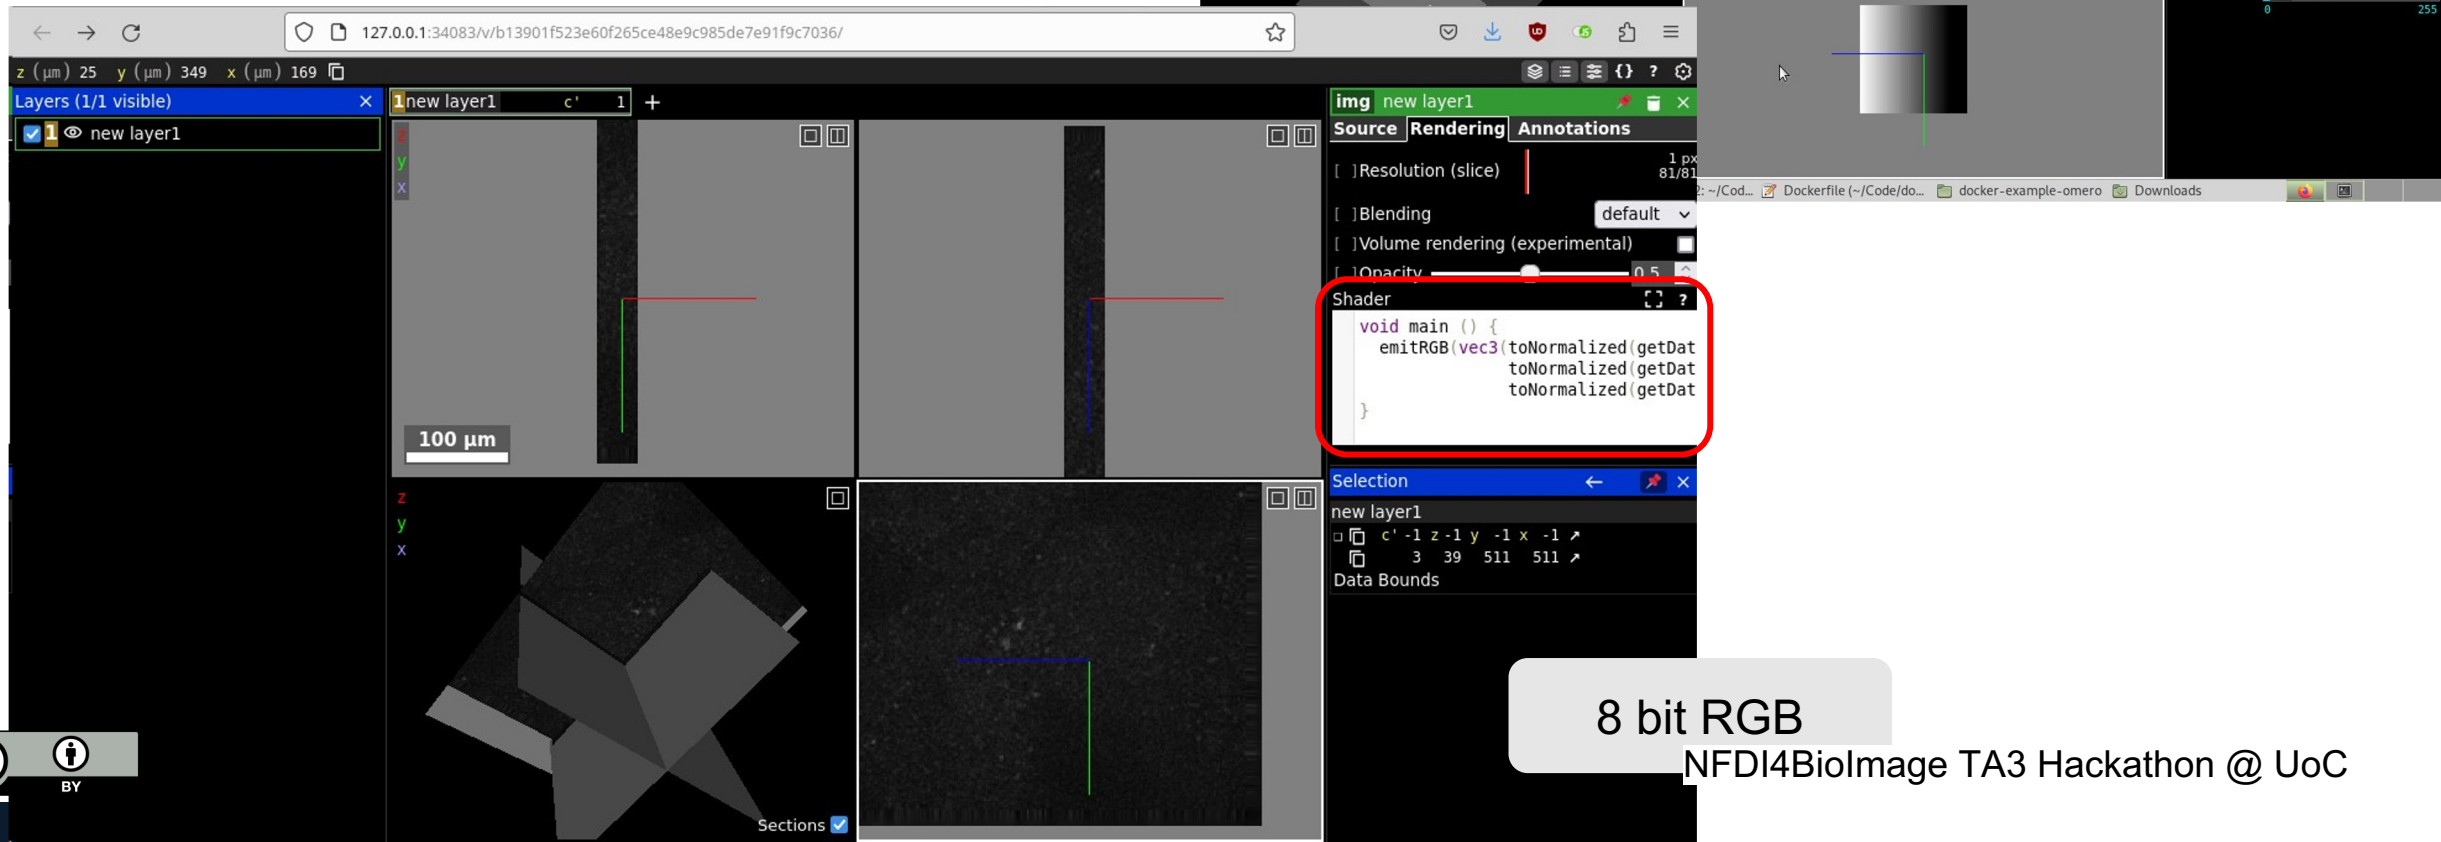 127.0.0.1:34083/v/b13901f523e60f265ce48e9c985de7e91f9c7036/
0 255
z (μm) 25 y (μm) 349 x (μm) 169
{} ?
Layers (1/1 visible) ×
1 new layer1
1new layer1 c' 1 +
z
y
x
100 μm
z
y
x
Sections
img new layer1 ×
Source Rendering Annotations
[ ]Resolution (slice) 1 px
81/81
[ ]Blending default
[ ]Volume rendering (experimental)
[ ]Opacity 0.5
Shader ?
void main () {
emitRGB(vec3(toNormalized(getDat
toNormalized(getDat
toNormalized(getDat
}
Selection ← ×
new layer1
c'-1 z-1 y -1 x -1 ↗
3 39 511 511 ↗
Data Bounds
2: ~/Cod... Dockerfile (~/Code/do... docker-example-omero Downloads
8 bit RGB
NFDI4BioImage TA3 Hackathon @ UoC
BY